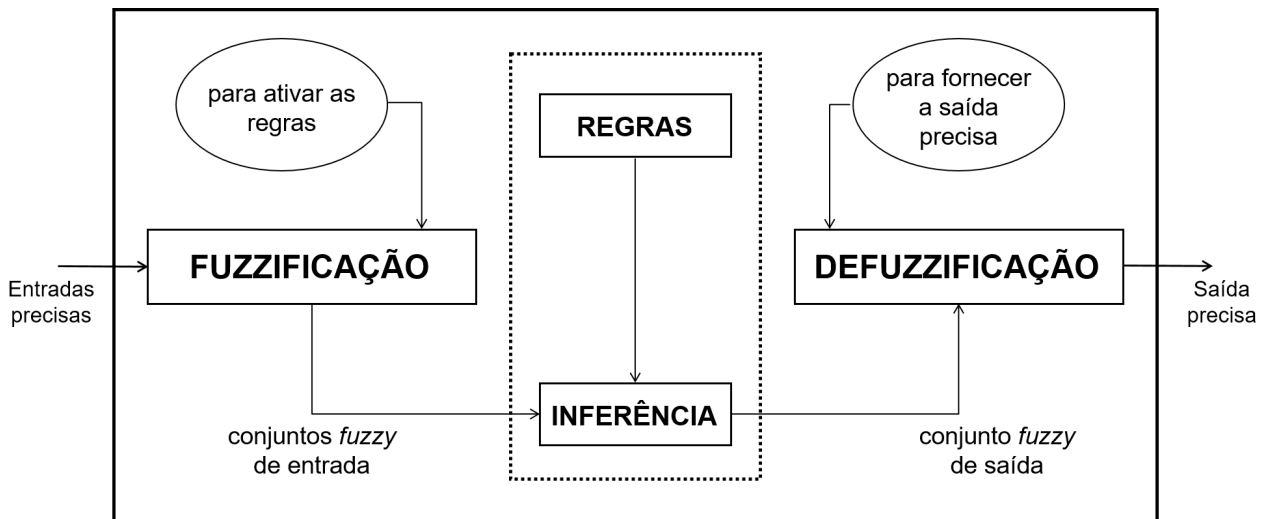 para ativar as
regras
REGRAS
para fornecer
a saída
precisa
FUZZIFICAÇÃO
DEFUZZIFICAÇÃO
Entradas
precisas
Saída
precisa
INFERÊNCIA
conjuntos fuzzy
de entrada
conjunto fuzzy
de saída